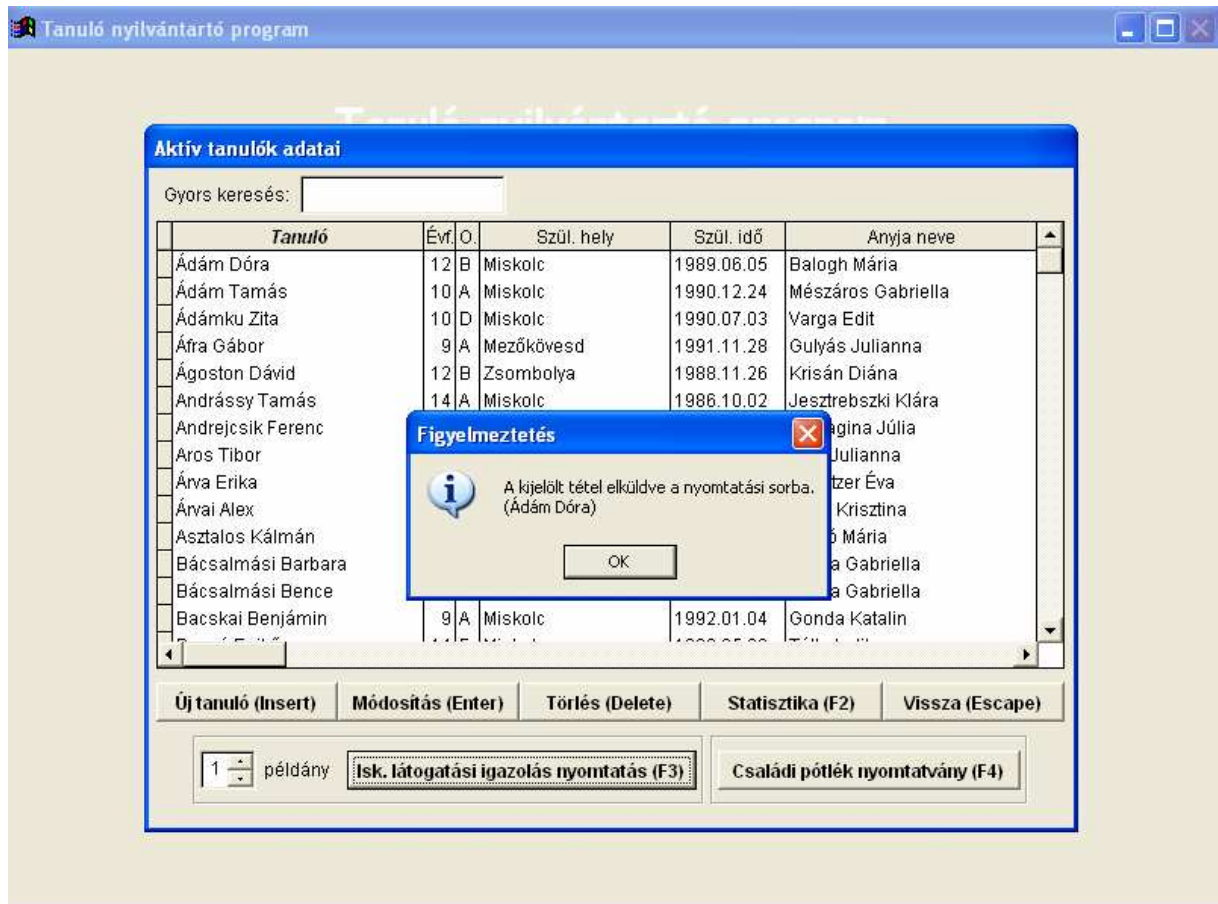 Tanuló nyilvántartó program
Tanuló nyilvántartó program
Aktív tanulók adatai
Gyors keresés:
Tanuló Évf. O. Szül. hely Szül. idő Anyja neve
Ádám Dóra 12 B Miskolc 1989.06.05 Balogh Mária
Ádám Tamás 10 A Miskolc 1990.12.24 Mészáros Gabriella
Ádámku Zita 10 D Miskolc 1990.07.03 Varga Edit
Áfra Gábor 9 A Mezőkövesd 1991.11.28 Gulyás Julianna
Ágoston Dávid 12 B Zsombolya 1988.11.26 Krisán Diána
Andrássy Tamás 14 A Miskolc 1986.10.02 Jesztrebszki Klára
Andrejcsik Ferenc Júlia
Aros Tibor Julianna
Árva Erika Éva
Árvai Alex Krisztina
Asztalos Kálmán Mária
Bácsalmási Barbara Gabriella
Bácsalmási Bence Gabriella
Bacskai Benjámin 9 A Miskolc 1992.01.04 Gonda Katalin
Figyelmeztetés
A kijelölt tétel elküldve a nyomtatási sorba.
(Ádám Dóra)
OK
Új tanuló (Insert) Módosítás (Enter) Törlés (Delete) Statisztika (F2) Vissza (Escape)
1 példány Isk. látogatási igazolás nyomtatás (F3) Családi pótlék nyomtatvány (F4)